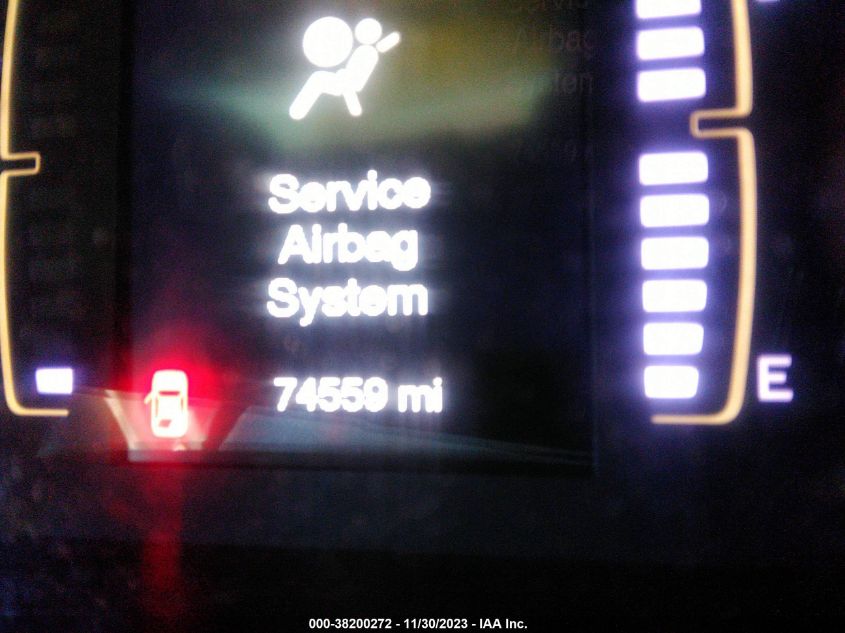 Service
Airbag
System
74559 mi
E
000-38200272 - 11/30/2023 - IAA Inc.